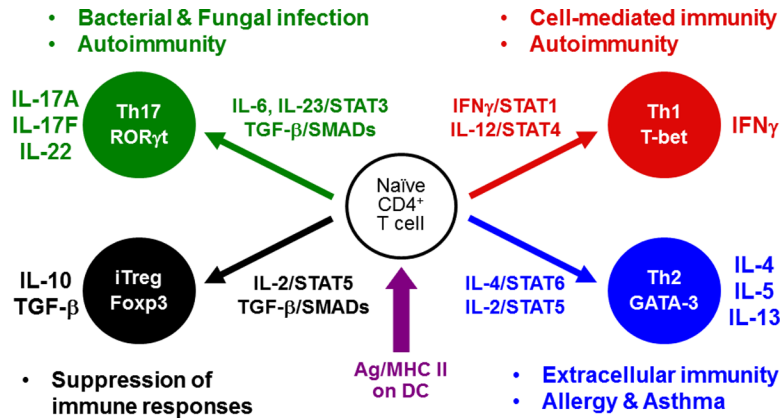 • Bacterial & Fungal infection
• Autoimmunity
• Cell-mediated immunity
• Autoimmunity
IL-17A
IL-17F
IL-22
Th17
RORγt
IL-6, IL-23/STAT3
TGF-β/SMADs
IFNγ/STAT1
IL-12/STAT4
Th1
T-bet
IFNγ
Naïve
CD4⁺
T cell
IL-10
TGF-β
iTreg
Foxp3
IL-2/STAT5
TGF-β/SMADs
IL-4/STAT6
IL-2/STAT5
Th2
GATA-3
IL-4
IL-5
IL-13
Ag/MHC II
on DC
• Suppression of
immune responses
• Extracellular immunity
• Allergy & Asthma